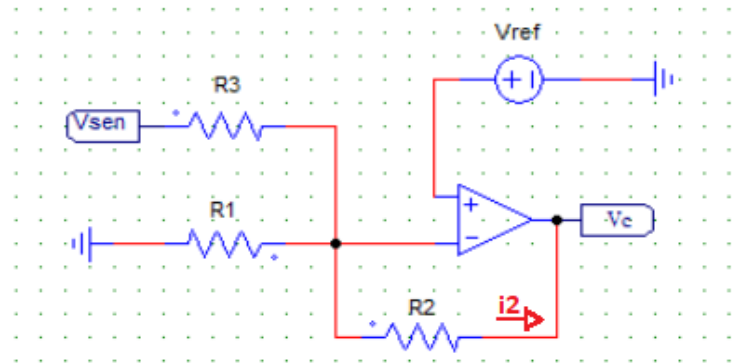 Vref
R3
Vsen
+
R1
+
Vc
−
i2
R2